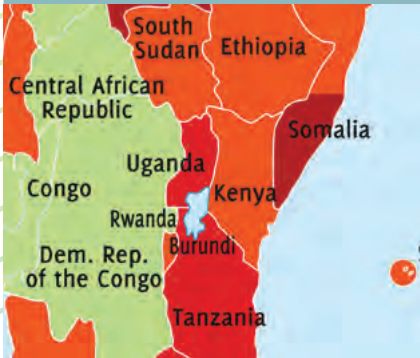 South
Sudan
Ethiopia
Central African
Republic
Somalia
Uganda
Congo
Kenya
Rwanda
Burundi
Dem. Rep.
of the Congo
Tanzania